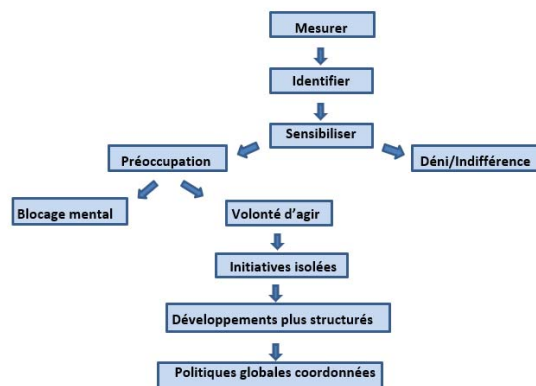 Mesurer
Identifier
Sensibiliser
Préoccupation
Déni/Indifférence
Blocage mental
Volonté d'agir
Initiatives isolées
Développements plus structurés
Politiques globales coordonnées